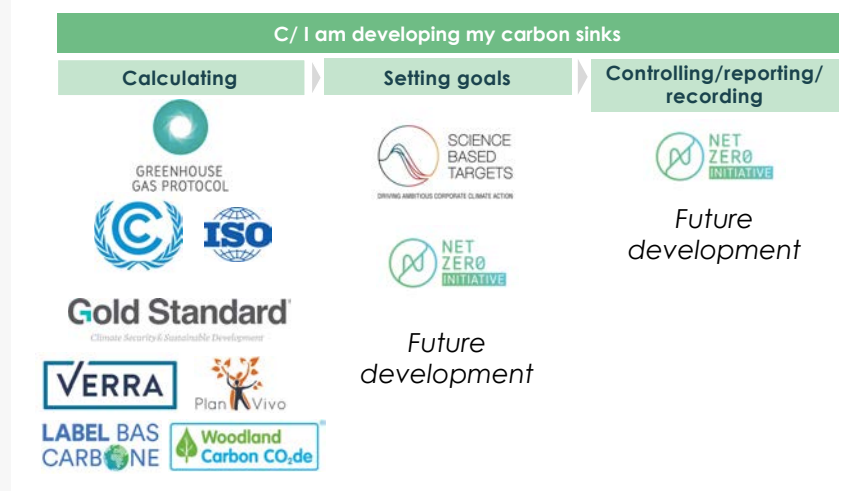 C/ I am developing my carbon sinks
Calculating
Setting goals
Controlling/reporting/
recording
GREENHOUSE
GAS PROTOCOL
ISO
Gold Standard
Climate Security & Sustainable Development
VERRA
Plan Vivo
LABEL BAS
CARBONE
Woodland
Carbon CO₂de®
SCIENCE
BASED
TARGETS
DRIVING AMBITIOUS CORPORATE CLIMATE ACTION
NET
ZERO
INITIATIVE
Future
development
NET
ZERO
INITIATIVE
Future
development